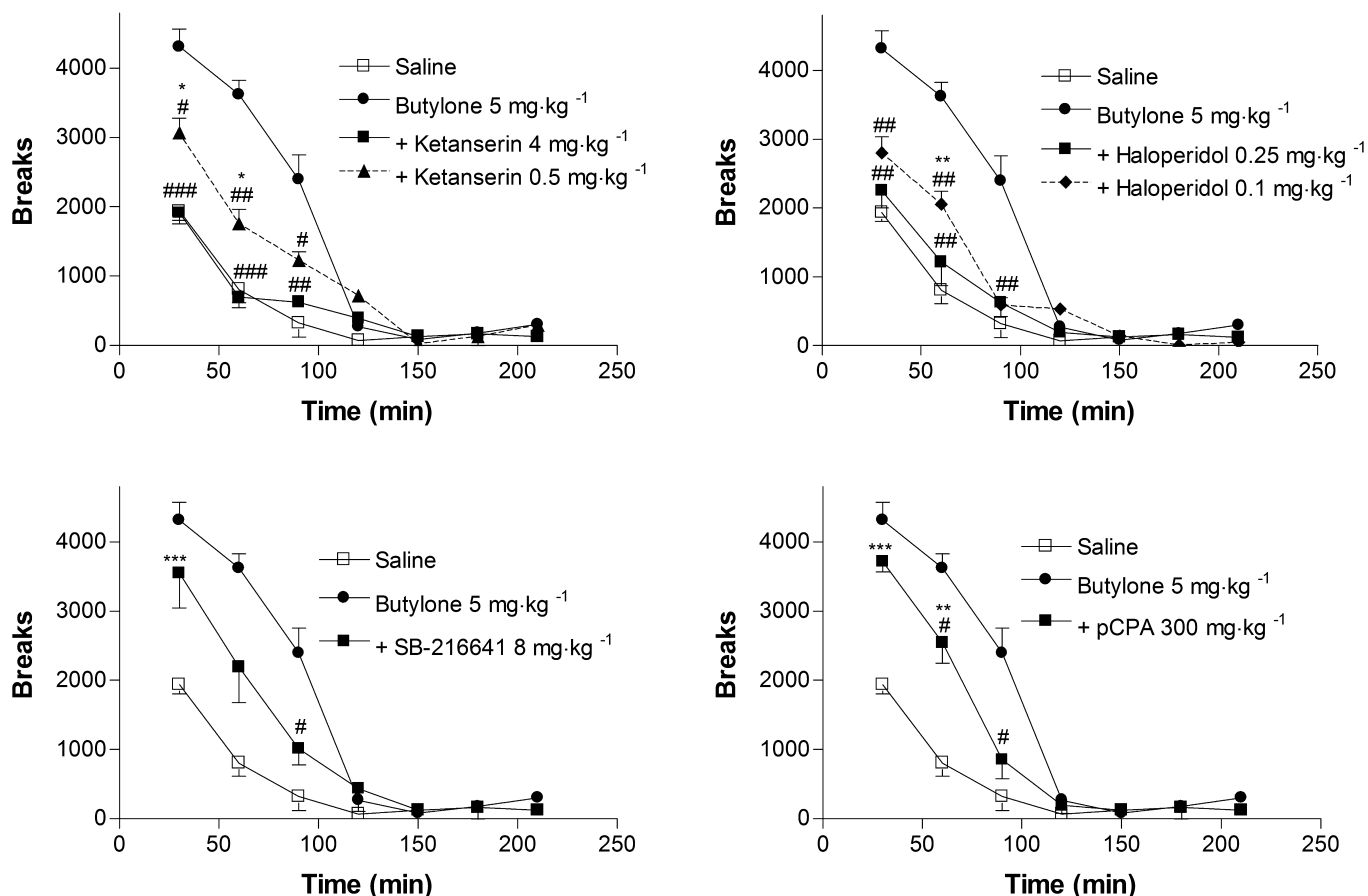 Breaks
4000
3000
2000
1000
0
0
50
100
150
200
250
Time (min)
Saline
Butylone 5 mg·kg -1
+ Ketanserin 4 mg·kg -1
+ Ketanserin 0.5 mg·kg -1
*
#
###
*
##
###
#
##
Breaks
4000
3000
2000
1000
0
0
50
100
150
200
250
Time (min)
Saline
Butylone 5 mg·kg -1
+ Haloperidol 0.25 mg·kg -1
+ Haloperidol 0.1 mg·kg -1
##
##
**
##
##
##
Breaks
4000
3000
2000
1000
0
0
50
100
150
200
250
Time (min)
Saline
Butylone 5 mg·kg -1
+ SB-216641 8 mg·kg -1
***
#
Breaks
4000
3000
2000
1000
0
0
50
100
150
200
250
Time (min)
Saline
Butylone 5 mg·kg -1
+ pCPA 300 mg·kg -1
***
**
#
#